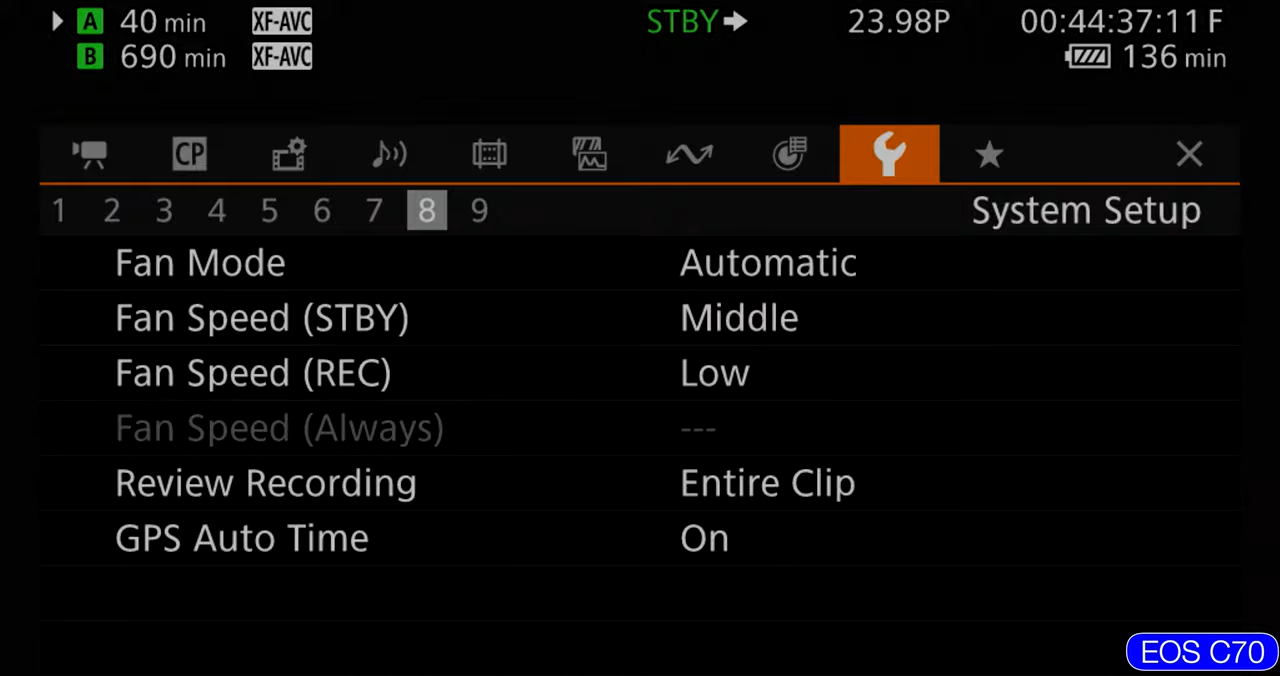 A 40 min XF-AVC STBY 23.98P 00:44:37:11 F
B 690 min XF-AVC 136 min
CP
1 2 3 4 5 6 7 8 9 System Setup
Fan Mode Automatic
Fan Speed (STBY) Middle
Fan Speed (REC) Low
Fan Speed (Always) ---
Review Recording Entire Clip
GPS Auto Time On
EOS C70